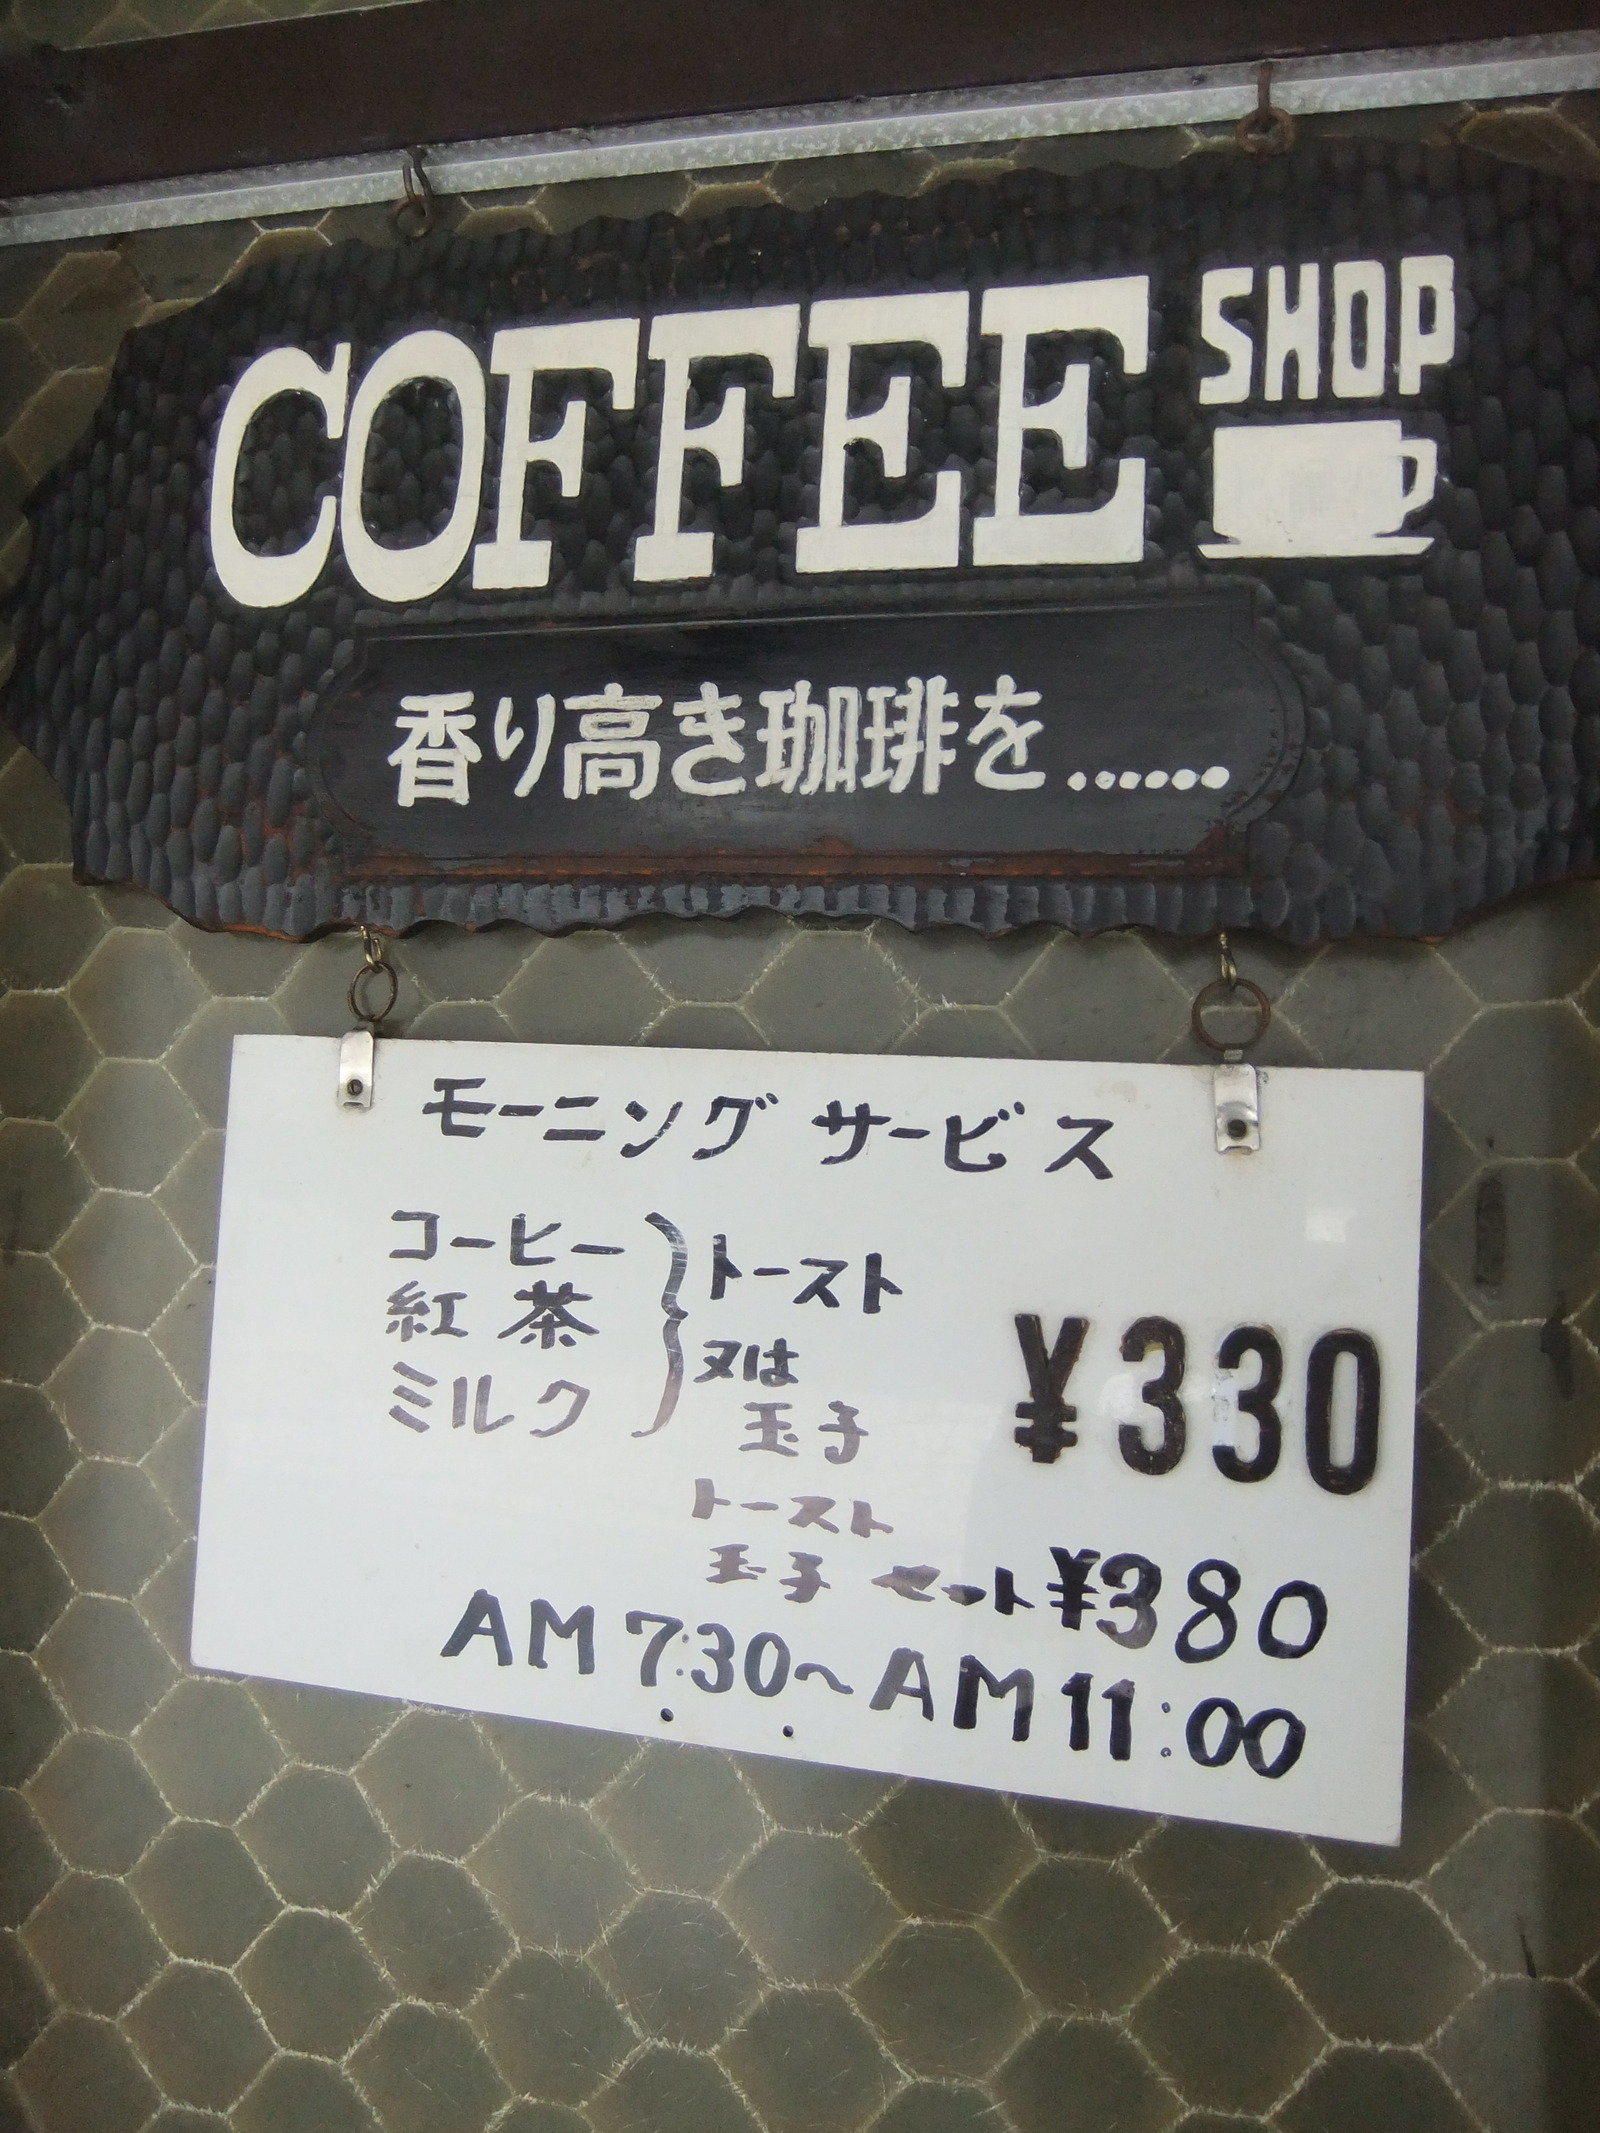 COFFEE SHOP
香り高き珈琲を......
モーニング サービス
コーヒー
紅茶
ミルク
トースト
又は
玉子
¥330
トースト
玉子 セット ¥380
AM 7:30～AM 11:00